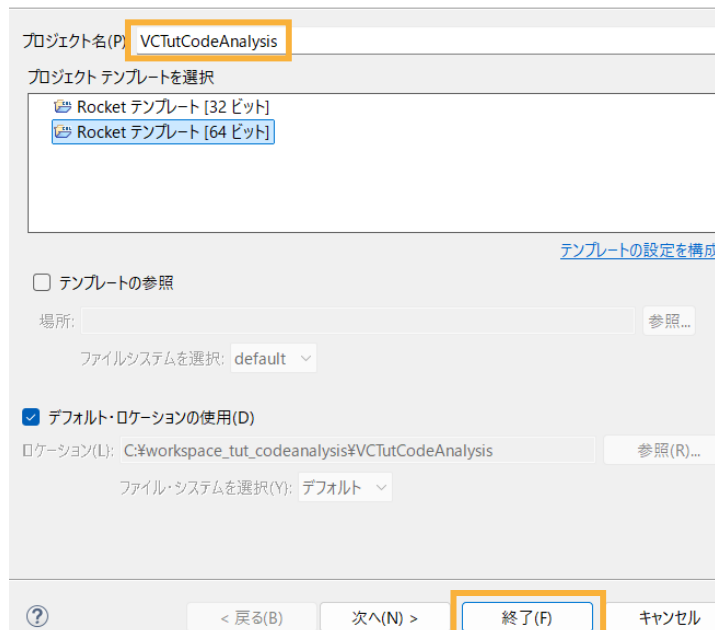 プロジェクト名(P) VCTutCodeAnalysis
プロジェクト テンプレートを選択
Rocket テンプレート [32 ビット]
Rocket テンプレート [64 ビット]
テンプレートの設定を構成
テンプレートの参照
場所: 参照...
ファイルシステムを選択: default
デフォルト・ロケーションの使用(D)
ロケーション(L): C:¥workspace_tut_codeanalysis¥VCTutCodeAnalysis 参照(R)...
ファイル・システムを選択(Y): デフォルト
? < 戻る(B) 次へ(N) > 終了(F) キャンセル